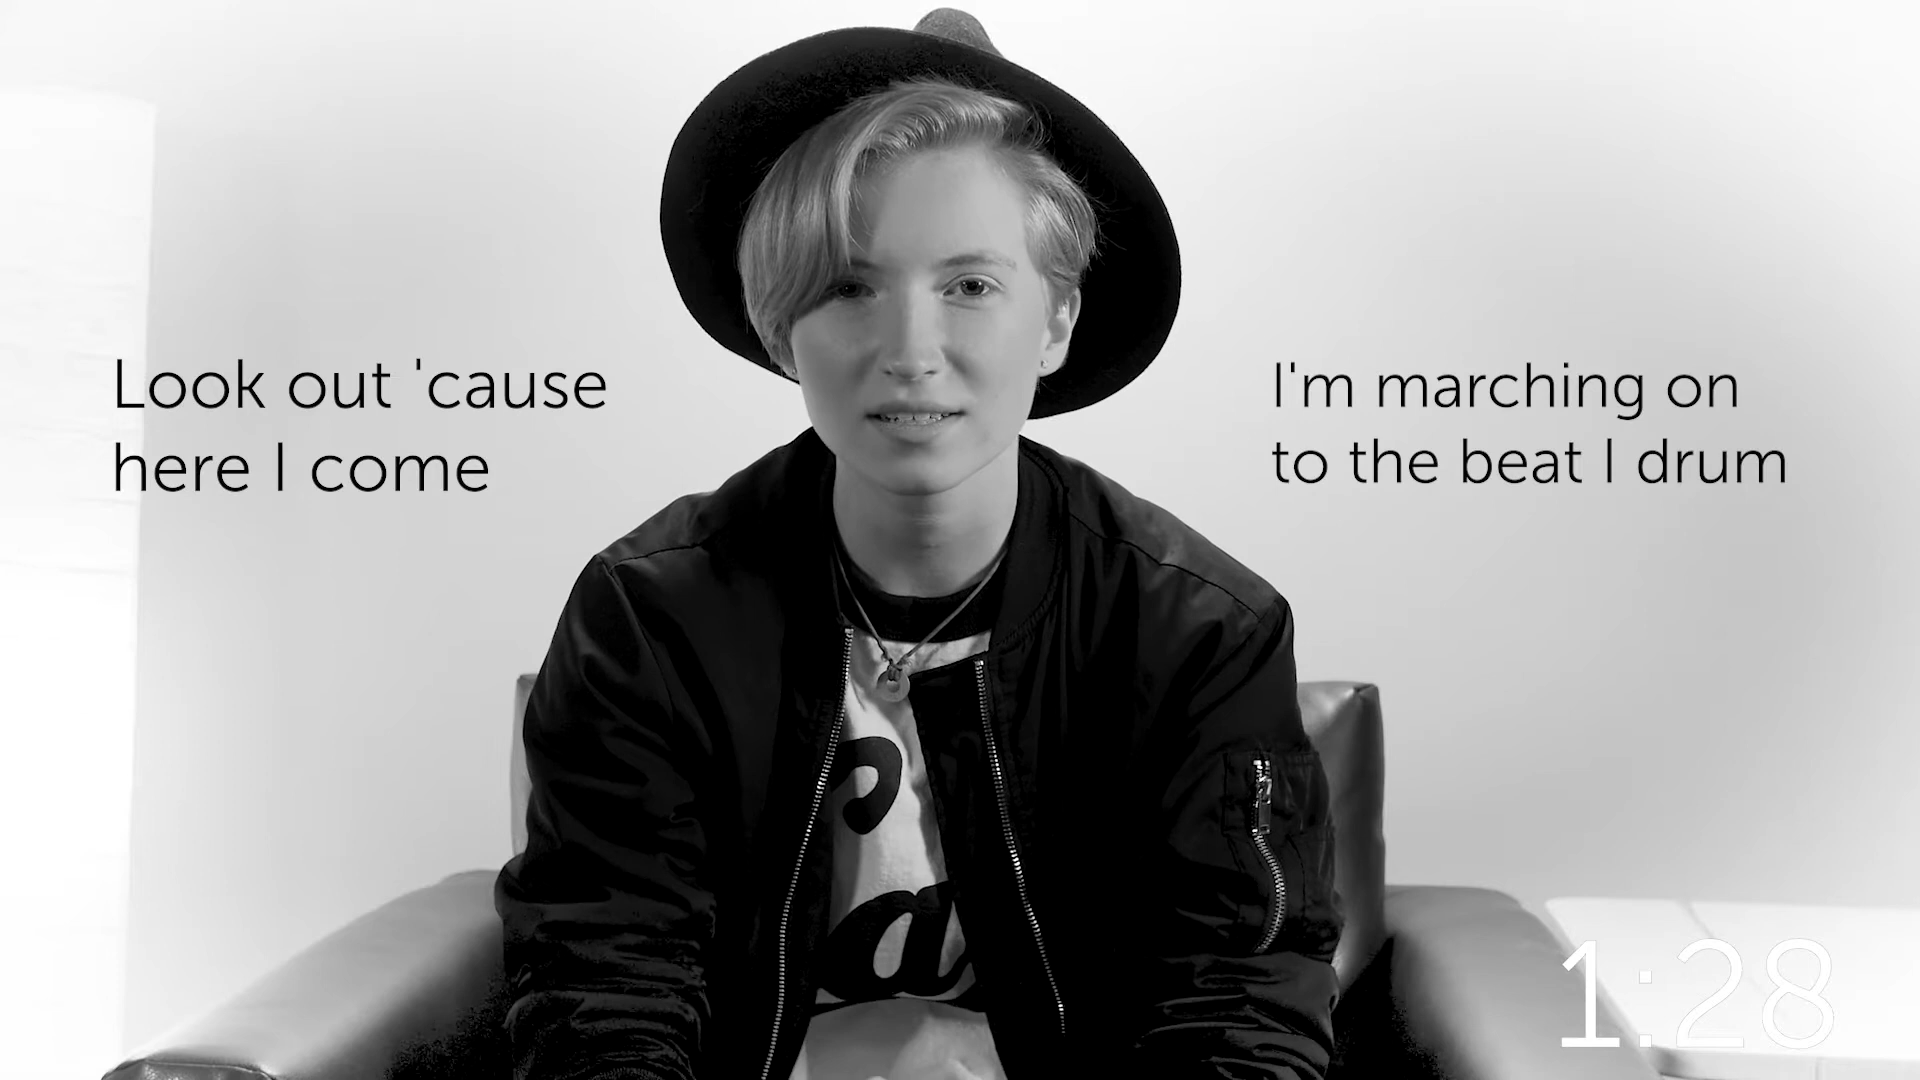 Look out 'cause
here I come
I'm marching on
to the beat I drum
1:28